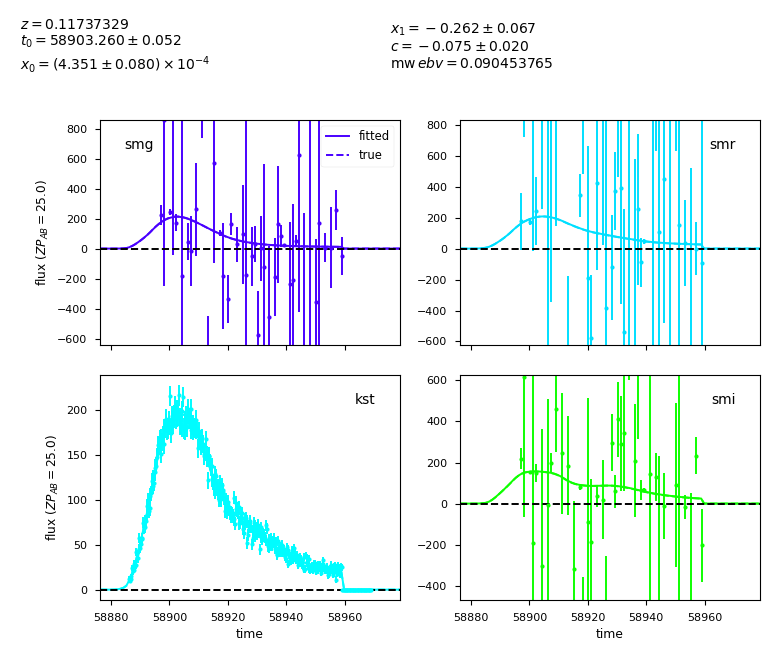 z = 0.11737329
t₀ = 58903.260 ± 0.052
x₀ = (4.351 ± 0.080) × 10⁻⁴
x₁ = −0.262 ± 0.067
c = −0.075 ± 0.020
mw ebv = 0.090453765
smg
fitted
true
800
600
400
200
0
−200
−400
−600
flux (ZP_AB = 25.0)
smr
800
600
400
200
0
−200
−400
−600
kst
200
150
100
50
0
flux (ZP_AB = 25.0)
58880 58900 58920 58940 58960
time
smi
600
400
200
0
−200
−400
58880 58900 58920 58940 58960
time